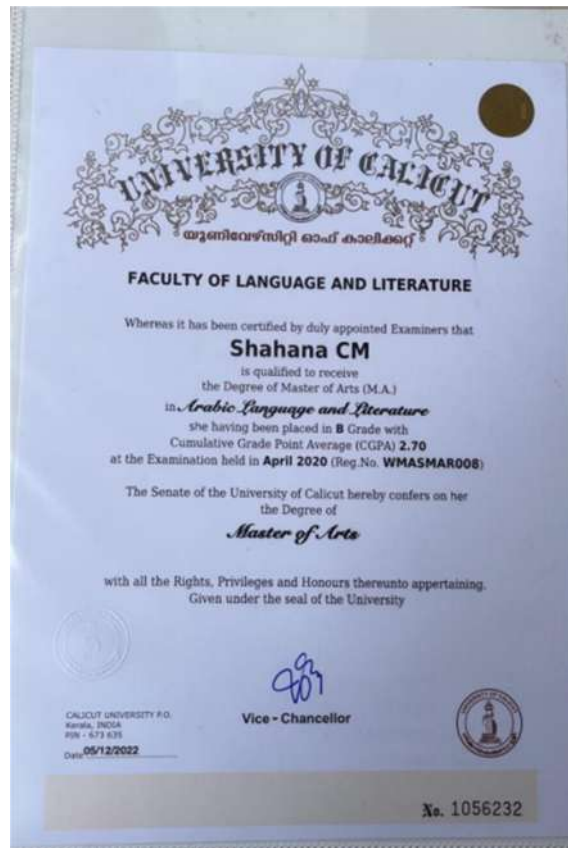 UNIVERSITY OF CALICUT
യൂണിവേഴ്സിറ്റി ഓഫ് കാലിക്കറ്റ്
FACULTY OF LANGUAGE AND LITERATURE
Whereas it has been certified by duly appointed Examiners that
Shahana CM
is qualified to receive
the Degree of Master of Arts (M.A.)
in Arabic Language and Literature
she having been placed in B Grade with
Cumulative Grade Point Average (CGPA) 2.70
at the Examination held in April 2020 (Reg.No. WMASMAR008)
The Senate of the University of Calicut hereby confers on her
the Degree of
Master of Arts
with all the Rights, Privileges and Honours thereunto appertaining.
Given under the seal of the University
Vice - Chancellor
CALICUT UNIVERSITY P.O.
Kerala, INDIA
PIN - 673 635
Date 05/12/2022
No. 1056232